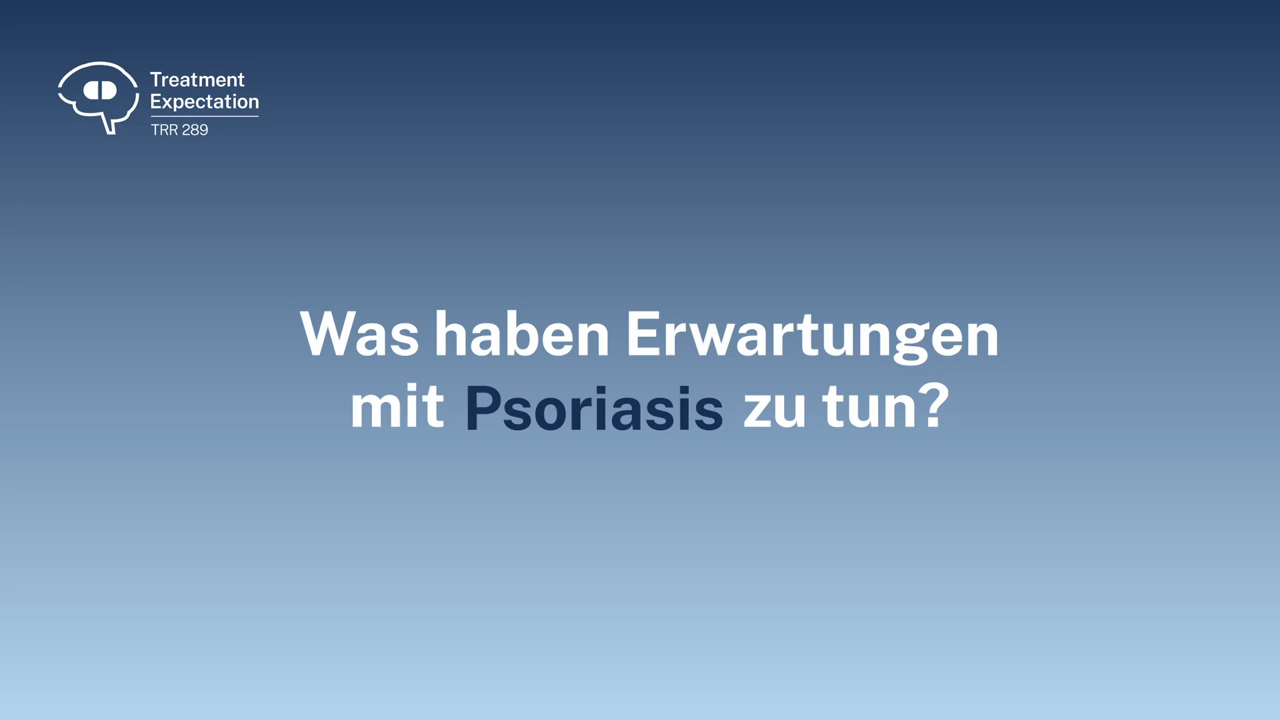 Treatment
Expectation
TRR 289
Was haben Erwartungen
mit Psoriasis zu tun?